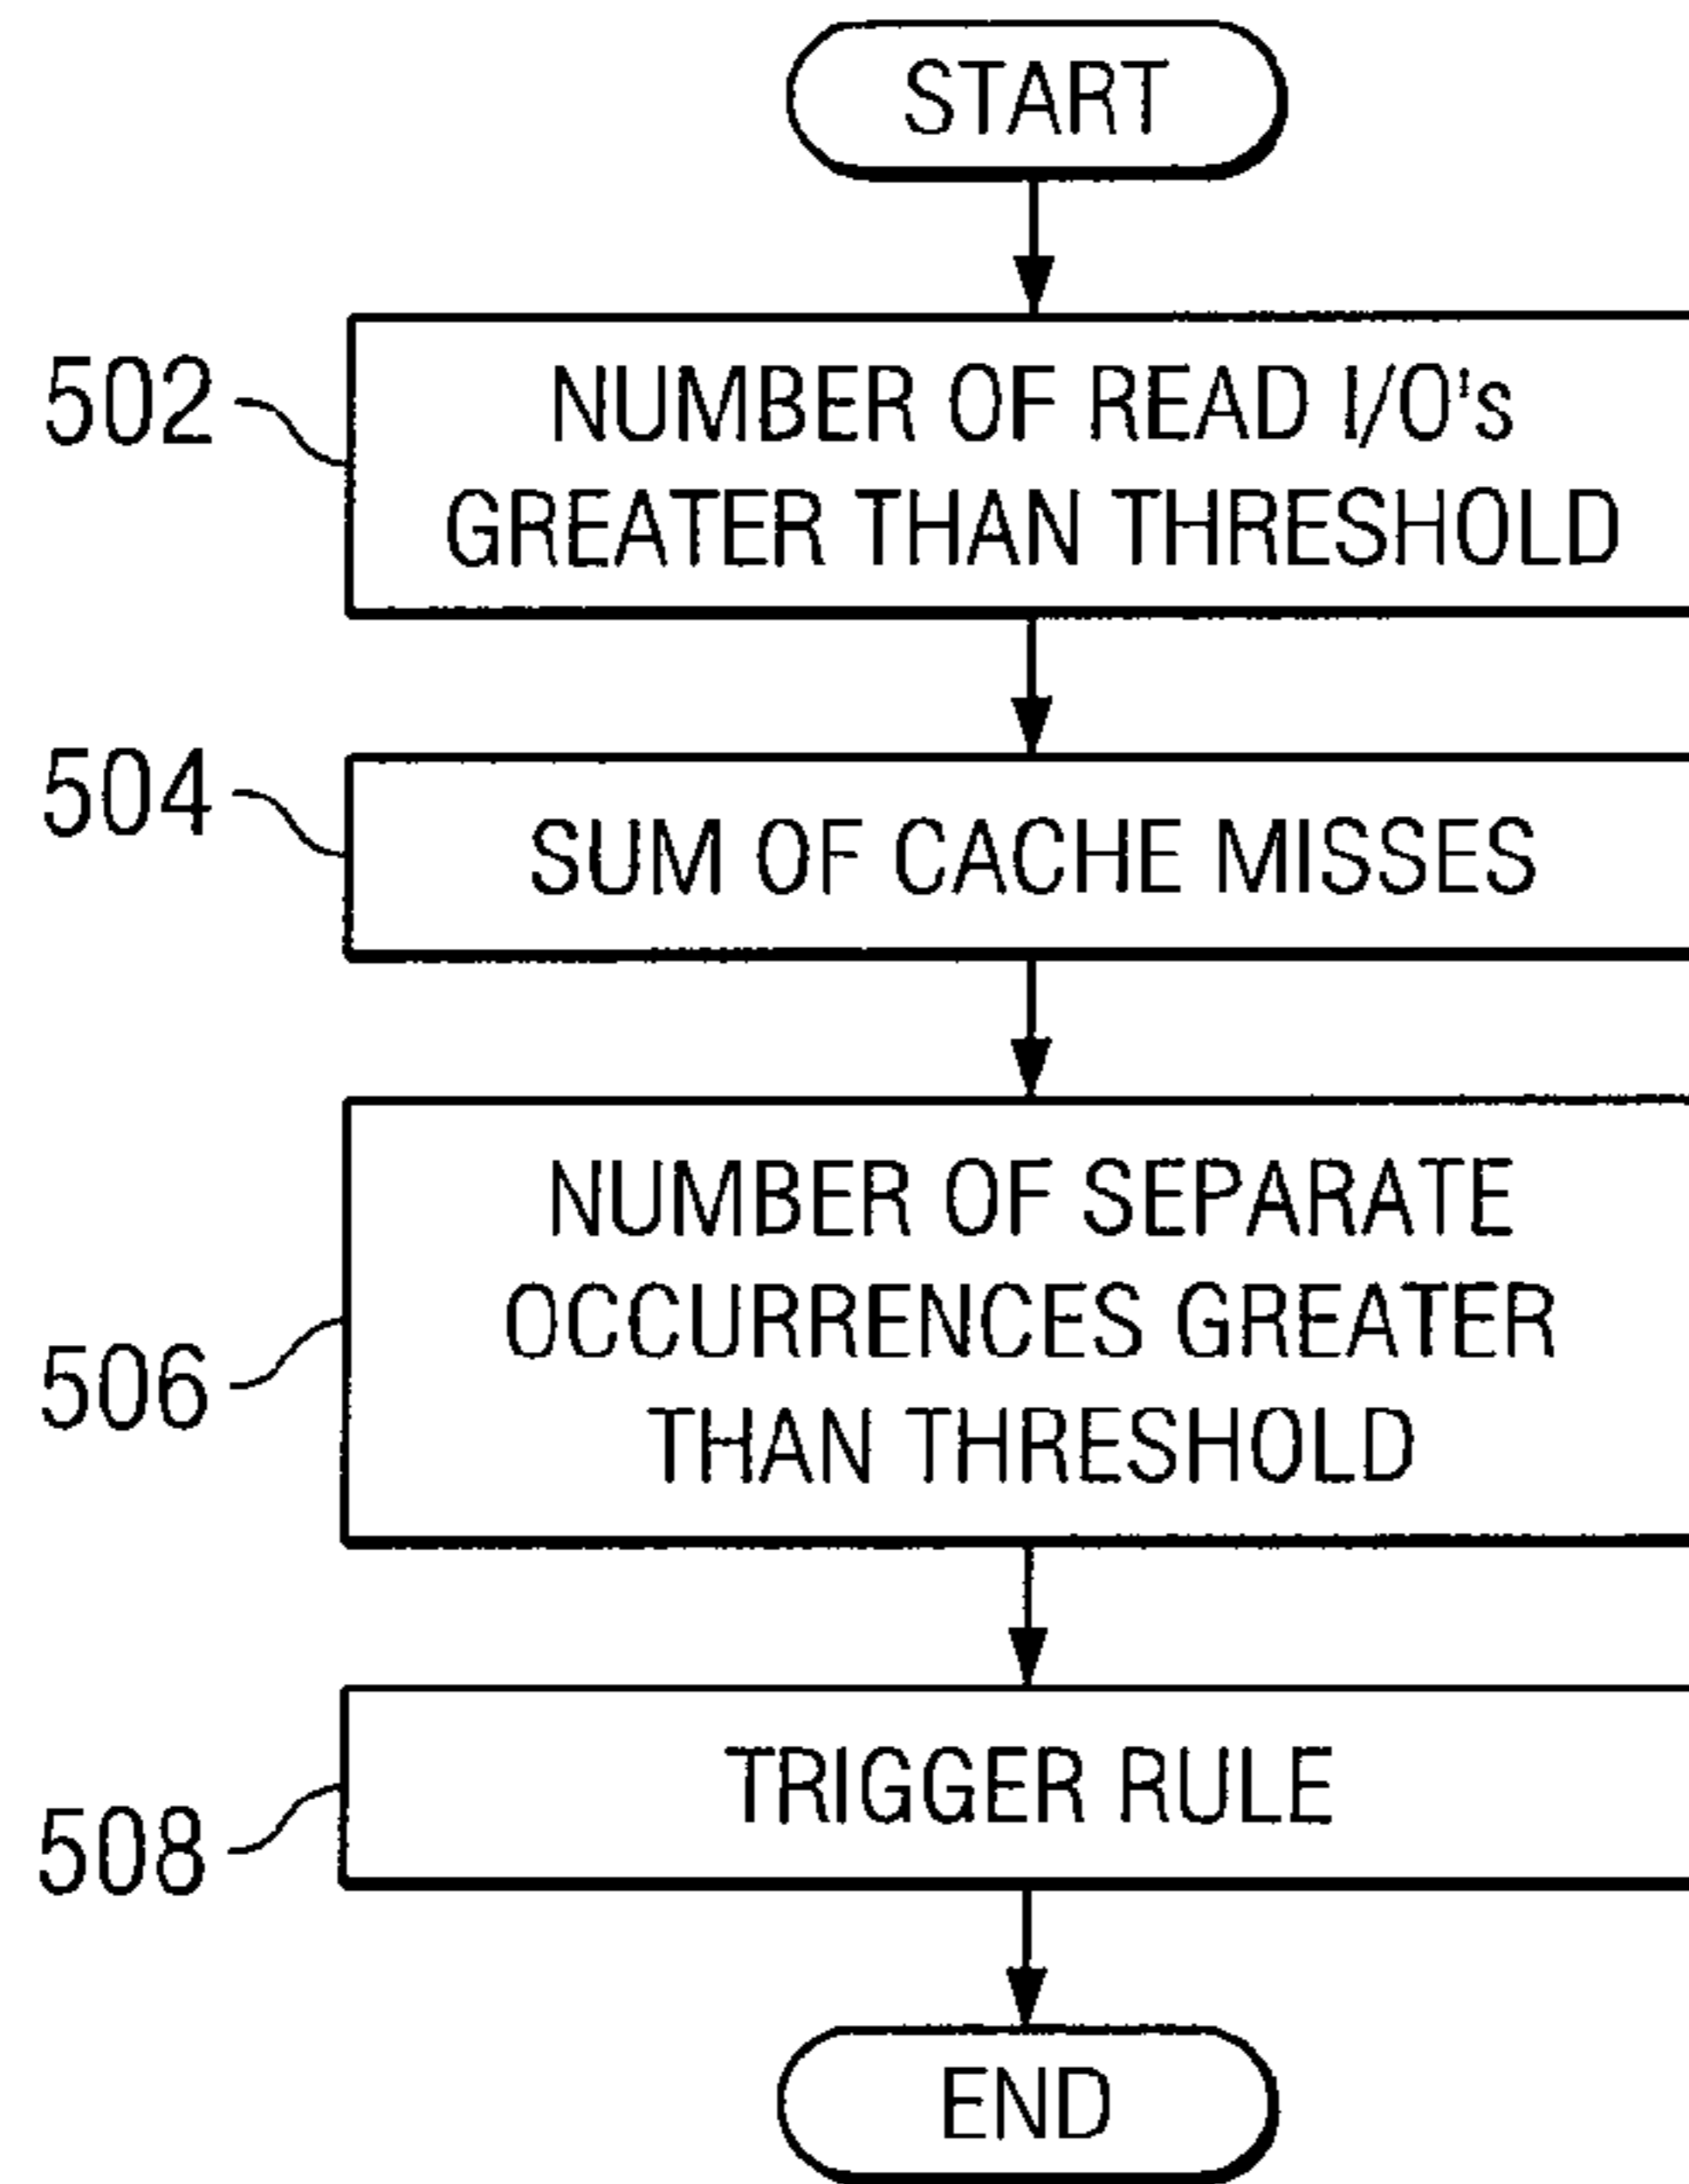 START
502
NUMBER OF READ I/O's
GREATER THAN THRESHOLD
504
SUM OF CACHE MISSES
506
NUMBER OF SEPARATE
OCCURRENCES GREATER
THAN THRESHOLD
508
TRIGGER RULE
END